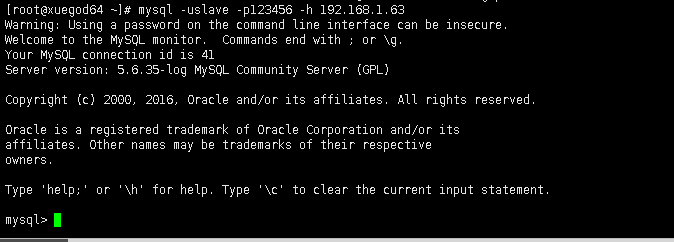 [root@xuegod64 ~]# mysql -uslave -p123456 -h 192.168.1.63
Warning: Using a password on the command line interface can be insecure.
Welcome to the MySQL monitor.  Commands end with ; or \g.
Your MySQL connection id is 41
Server version: 5.6.35-log MySQL Community Server (GPL)
Copyright (c) 2000, 2016, Oracle and/or its affiliates. All rights reserved.
Oracle is a registered trademark of Oracle Corporation and/or its
affiliates. Other names may be trademarks of their respective
owners.
Type 'help;' or '\h' for help. Type '\c' to clear the current input statement.
mysql>